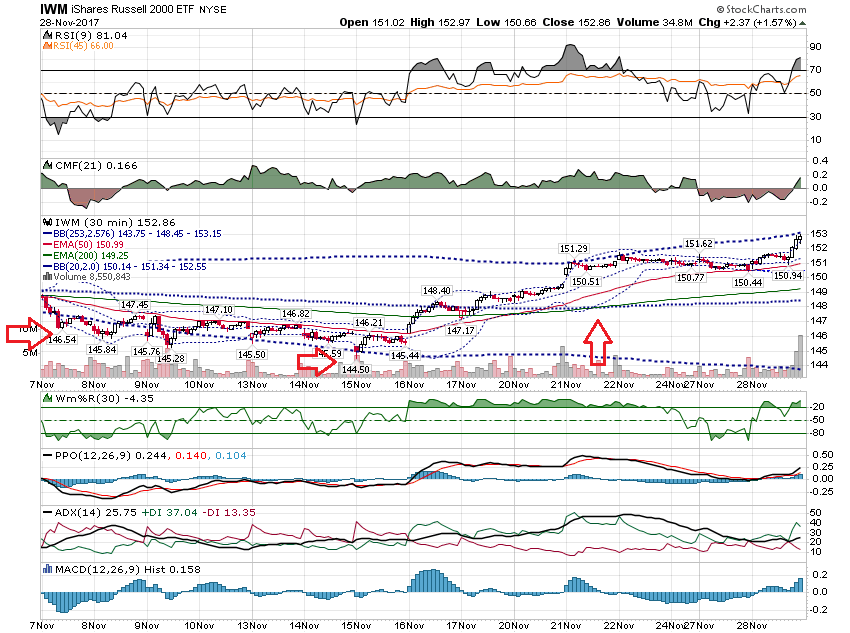 IWM iShares Russell 2000 ETF NYSE © StockCharts.com
28-Nov-2017 Open 151.02 High 152.97 Low 150.66 Close 152.86 Volume 34.8M Chg +2.37 (+1.57%)
RSI(9) 81.04
RSI(45) 66.00
90
70
50
30
10
CMF(21) 0.166
0.4
0.2
0.0
-0.2
IWM (30 min) 152.86
BB(253,2.576) 143.75 - 148.45 - 153.15
EMA(50) 150.99
EMA(200) 149.25
BB(20,2.0) 150.14 - 151.34 - 152.55
Volume 8,550,843
153
152
151
150
149
148
147
146
145
144
10M
5M
146.54
145.84
147.45
145.76
145.28
147.10
145.50
146.82
145.59
144.50
146.21
145.44
148.40
147.17
151.29
150.51
151.62
150.77
150.44
150.94
7Nov 8Nov 9Nov 10Nov 13Nov 14Nov 15Nov 16Nov 17Nov 20Nov 21Nov 22Nov 24Nov 27Nov 28Nov
Wm%R(30) -4.35
-20
-50
-80
PPO(12,26,9) 0.244, 0.140, 0.104
0.50
0.25
0.00
-0.25
ADX(14) 25.75 +DI 37.04 -DI 13.35
50
40
30
20
10
MACD(12,26,9) Hist 0.158
0.2
0.0
-0.2
7Nov 8Nov 9Nov 10Nov 13Nov 14Nov 15Nov 16Nov 17Nov 20Nov 21Nov 22Nov 24Nov 27Nov 28Nov